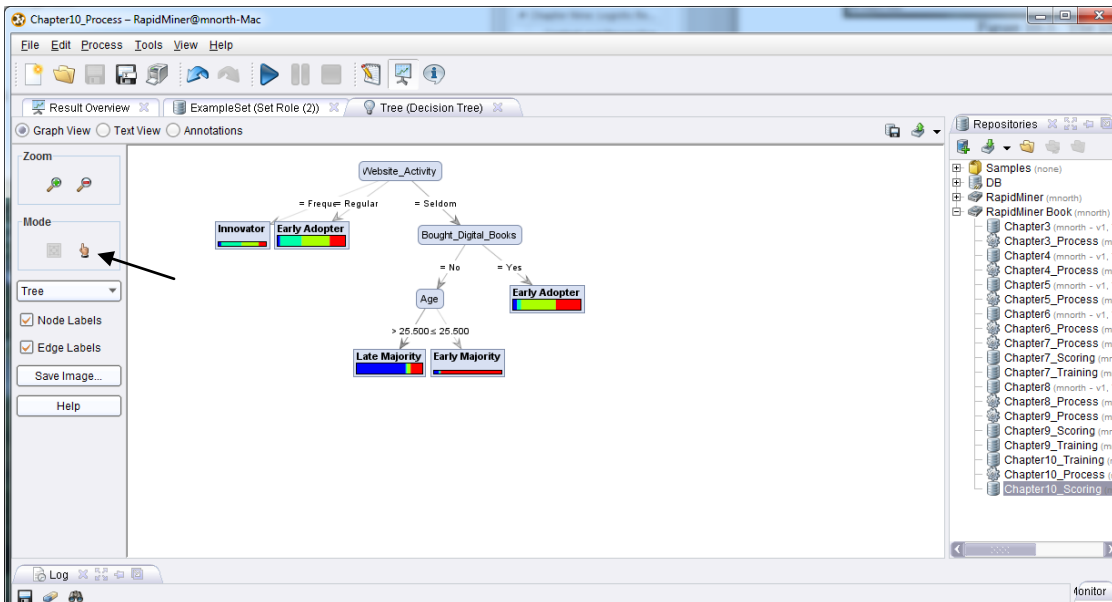 Chapter10_Process – RapidMiner@mnorth-Mac
File Edit Process Tools View Help
Result Overview ExampleSet (Set Role (2)) Tree (Decision Tree)
Graph View Text View Annotations
Zoom
Mode
Tree
Node Labels
Edge Labels
Save Image...
Help
Website_Activity
= Freque= Regular = Seldom
Innovator Early Adopter Bought_Digital_Books
= No = Yes
Age Early Adopter
> 25.500 ≤ 25.500
Late Majority Early Majority
Repositories
Samples (none)
DB
RapidMiner (mnorth)
RapidMiner Book (mnorth)
Chapter3 (mnorth - v1,
Chapter3_Process (m
Chapter4 (mnorth - v1,
Chapter4_Process (m
Chapter5 (mnorth - v1,
Chapter5_Process (m
Chapter6 (mnorth - v1,
Chapter6_Process (m
Chapter7_Process (m
Chapter7_Scoring (mn
Chapter7_Training (m
Chapter8 (mnorth - v1,
Chapter8_Process (m
Chapter9_Process (m
Chapter9_Scoring (mn
Chapter9_Training (m
Chapter10_Training (
Chapter10_Process (
Chapter10_Scoring
Log
Monitor